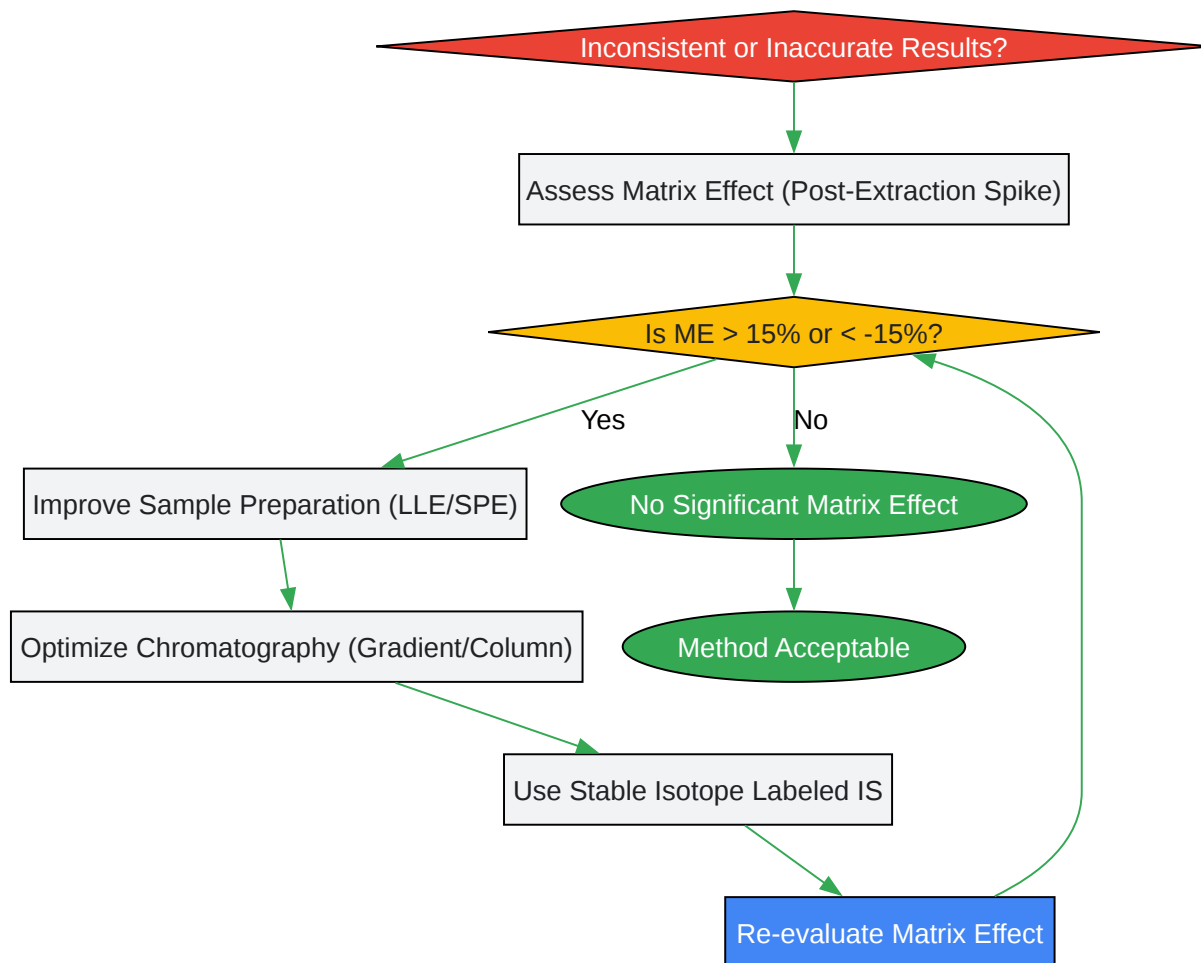 Inconsistent or Inaccurate Results?
Assess Matrix Effect (Post-Extraction Spike)
Is ME > 15% or < -15%?
Yes
No
Improve Sample Preparation (LLE/SPE)
No Significant Matrix Effect
Optimize Chromatography (Gradient/Column)
Method Acceptable
Use Stable Isotope Labeled IS
Re-evaluate Matrix Effect